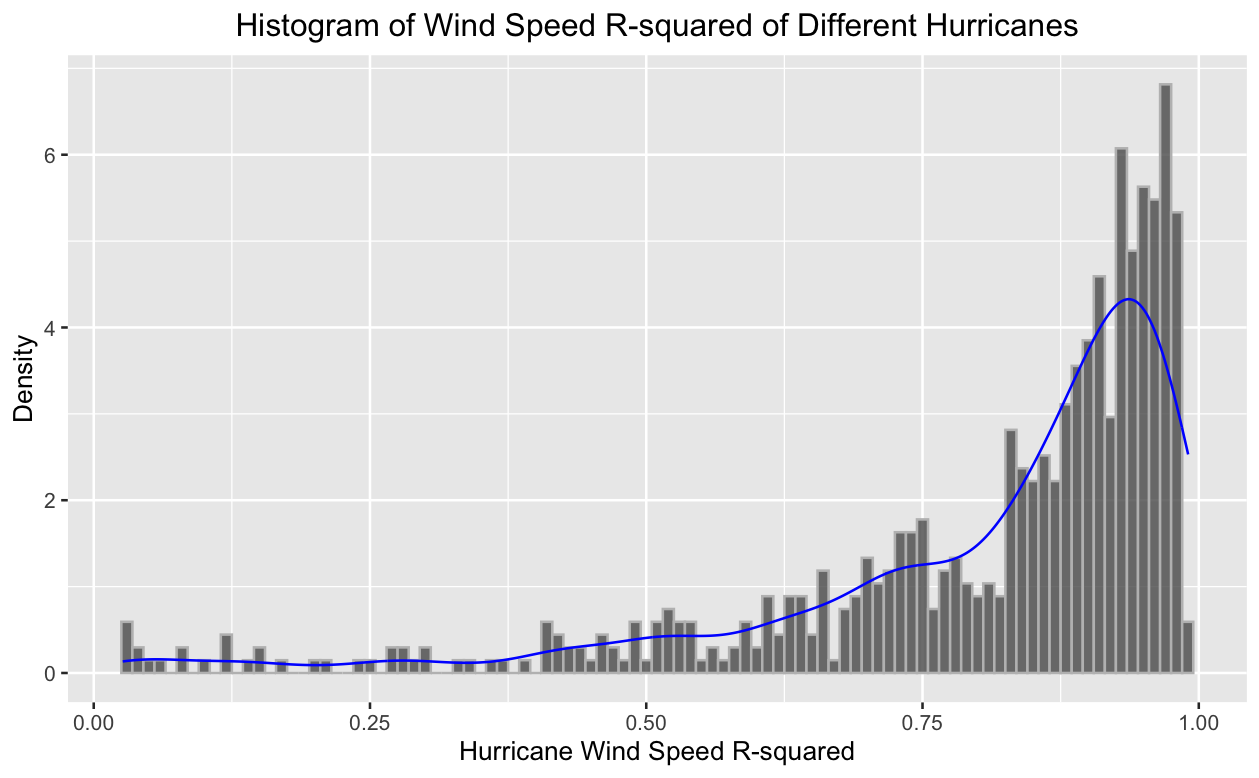 Histogram of Wind Speed R-squared of Different Hurricanes
6
4
2
0
Density
0.00 0.25 0.50 0.75 1.00
Hurricane Wind Speed R-squared